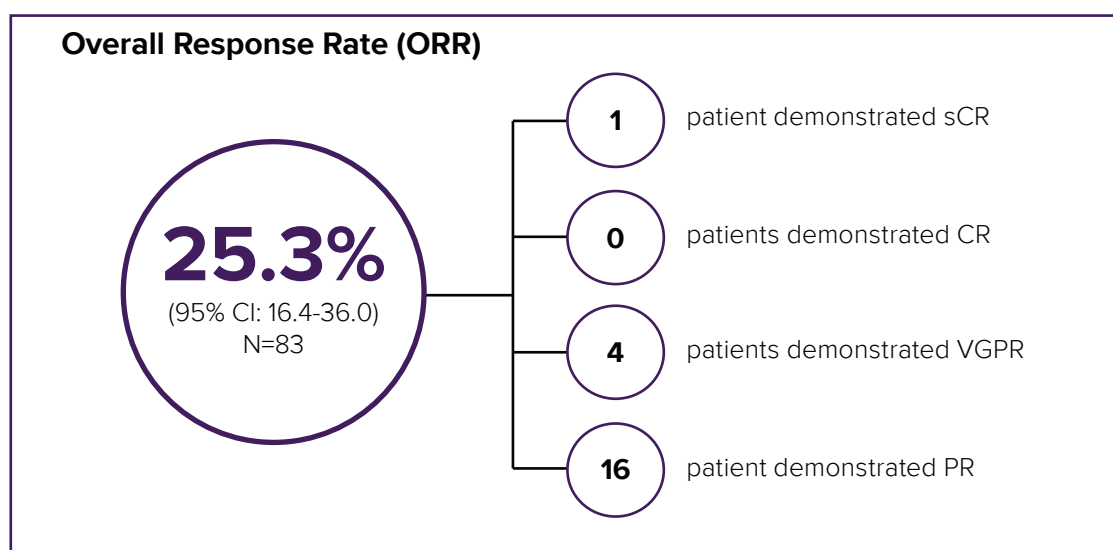 Overall Response Rate (ORR)
25.3%
(95% CI: 16.4-36.0)
N=83
1 patient demonstrated sCR
0 patients demonstrated CR
4 patients demonstrated VGPR
16 patient demonstrated PR